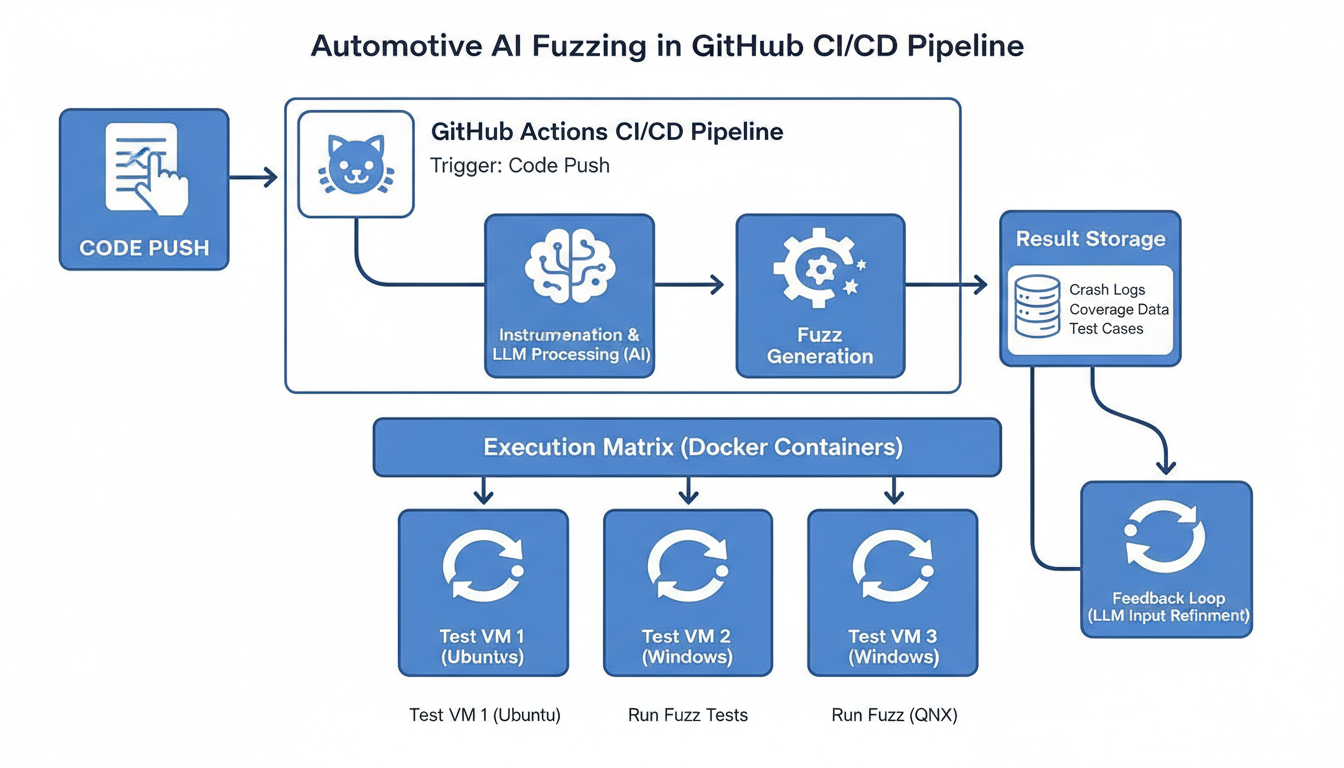 Automotive AI Fuzzing in GitHub CI/CD Pipeline
CODE PUSH
GitHub Actions CI/CD Pipeline
Trigger: Code Push
Instrumenation &
LLM Processing (AI)
Fuzz
Generation
Result Storage
Crash Logs
Coverage Data
Test Cases
Execution Matrix (Docker Containers)
Test VM 1
(Ubuntvs)
Test VM 2
(Windows)
Test VM 3
(Windows)
Feedback Loop
(LLM Input Refinment)
Test VM 1 (Ubuntu)
Run Fuzz Tests
Run Fuzz (QNX)